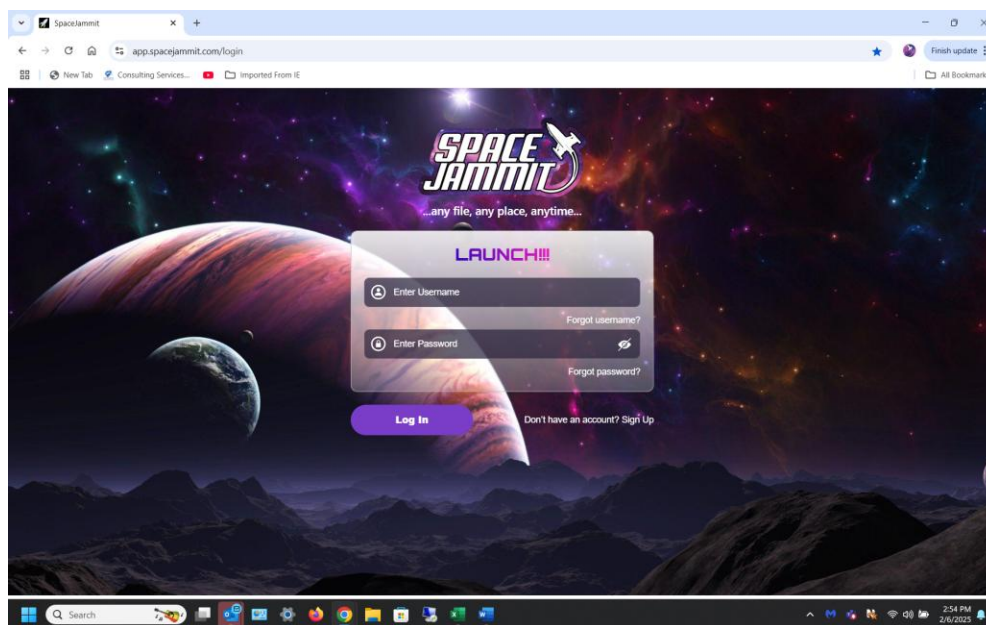 SpaceJammit
app.spacejammit.com/login
Finish update
New Tab
Consulting Services...
Imported From IE
All Bookmark
SPACE
JAMMIT
...any file, any place, anytime...
LAUNCH!!!
Enter Username
Forgot username?
Enter Password
Forgot password?
Log In
Don't have an account? Sign Up
Search
2:54 PM
2/6/2025